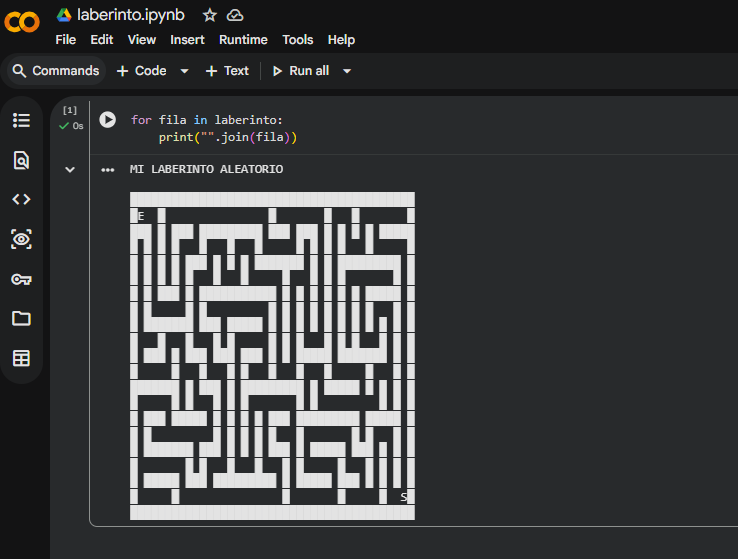 laberinto.ipynb
File Edit View Insert Runtime Tools Help
Commands + Code + Text Run all
[1]
0s
for fila in laberinto:
print("".join(fila))
MI LABERINTO ALEATORIO
E
S